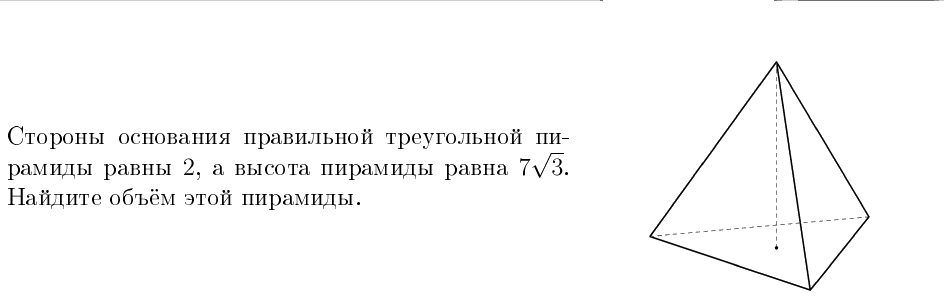 Стороны основания правильной треугольной пи-
рамиды равны 2, а высота пирамиды равна 7√3.
Найдите объём этой пирамиды.